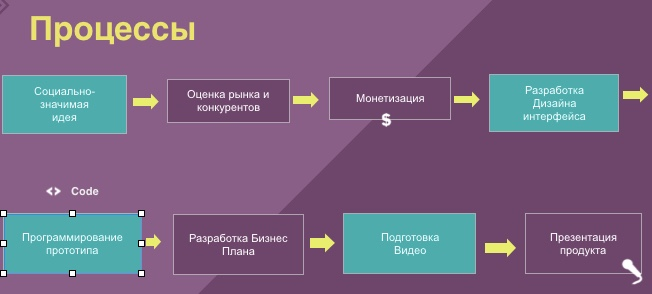 Процессы
Социально-
значимая
идея
Оценка рынка и
конкурентов
Монетизация
$
Разработка
Дизайна
интерфейса
<> Code
Программирование
прототипа
Разработка Бизнес
Плана
Подготовка
Видео
Презентация
продукта